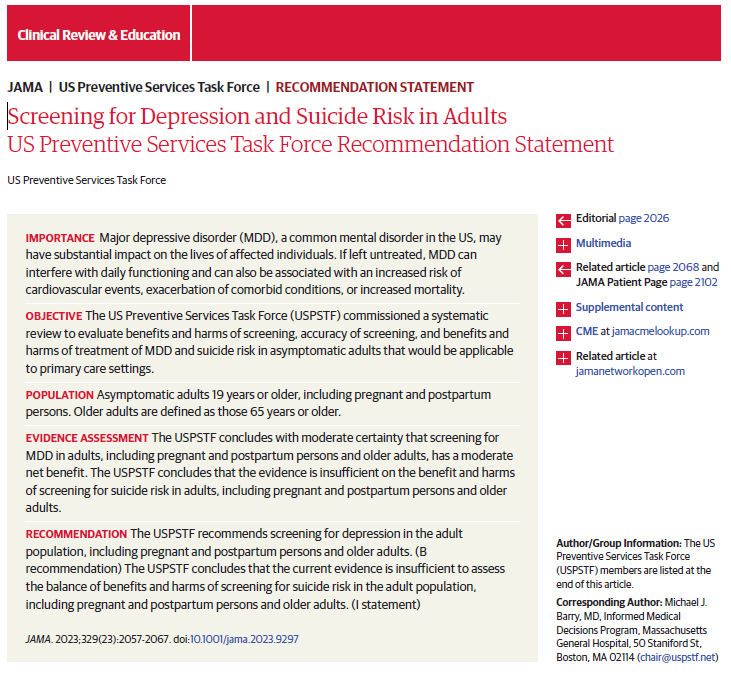 Clinical Review & Education
JAMA | US Preventive Services Task Force | RECOMMENDATION STATEMENT
Screening for Depression and Suicide Risk in Adults
US Preventive Services Task Force Recommendation Statement
US Preventive Services Task Force
IMPORTANCE Major depressive disorder (MDD), a common mental disorder in the US, may
have substantial impact on the lives of affected individuals. If left untreated, MDD can
interfere with daily functioning and can also be associated with an increased risk of
cardiovascular events, exacerbation of comorbid conditions, or increased mortality.
OBJECTIVE The US Preventive Services Task Force (USPSTF) commissioned a systematic
review to evaluate benefits and harms of screening, accuracy of screening, and benefits and
harms of treatment of MDD and suicide risk in asymptomatic adults that would be applicable
to primary care settings.
POPULATION Asymptomatic adults 19 years or older, including pregnant and postpartum
persons. Older adults are defined as those 65 years or older.
EVIDENCE ASSESSMENT The USPSTF concludes with moderate certainty that screening for
MDD in adults, including pregnant and postpartum persons and older adults, has a moderate
net benefit. The USPSTF concludes that the evidence is insufficient on the benefit and harms
of screening for suicide risk in adults, including pregnant and postpartum persons and older
adults.
RECOMMENDATION The USPSTF recommends screening for depression in the adult
population, including pregnant and postpartum persons and older adults. (B
recommendation) The USPSTF concludes that the current evidence is insufficient to assess
the balance of benefits and harms of screening for suicide risk in the adult population,
including pregnant and postpartum persons and older adults. (I statement)
JAMA. 2023;329(23):2057-2067. doi:10.1001/jama.2023.9297
Editorial page 2026
Multimedia
Related article page 2068 and
JAMA Patient Page page 2102
Supplemental content
CME at jamacmelookup.com
Related article at
jamanetworkopen.com
Author/Group Information: The US
Preventive Services Task Force
(USPSTF) members are listed at the
end of this article.
Corresponding Author: Michael J.
Barry, MD, Informed Medical
Decisions Program, Massachusetts
General Hospital, 50 Staniford St,
Boston, MA 02114 (chair@uspstf.net)